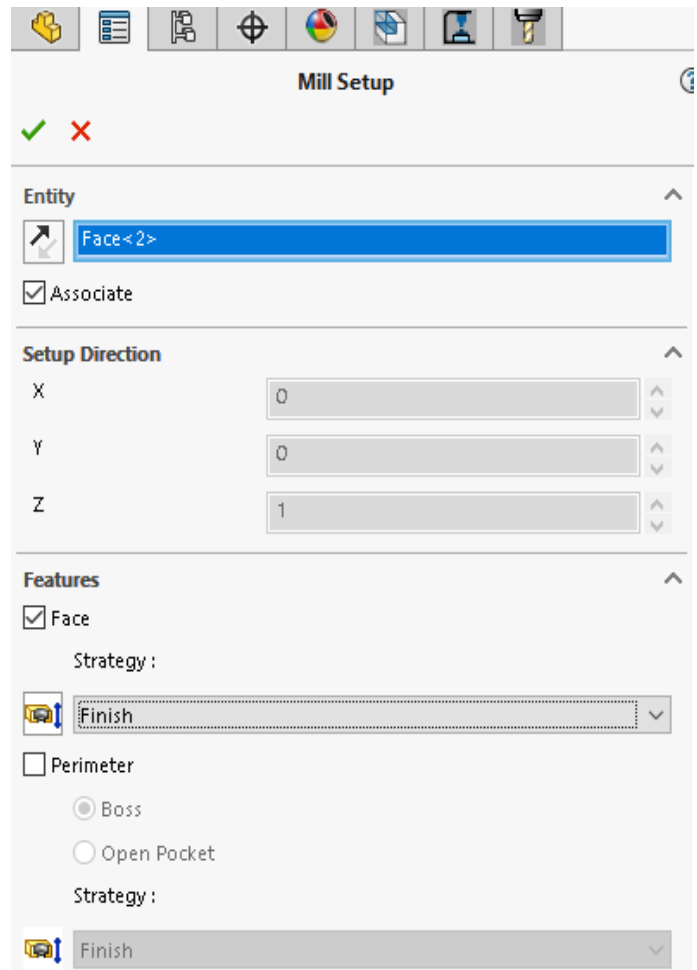 Mill Setup
Entity
Face<2>
Associate
Setup Direction
X
0
Y
0
Z
1
Features
Face
Strategy :
Finish
Perimeter
Boss
Open Pocket
Strategy :
Finish